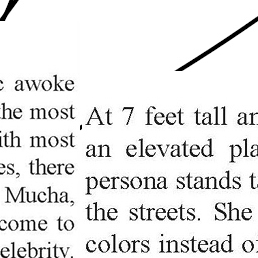 awoke
the most
ith most
es, there
Mucha,
come to
elebrity.
At 7 feet tall an
an elevated pla
persona stands ta
the streets. She
colors instead of